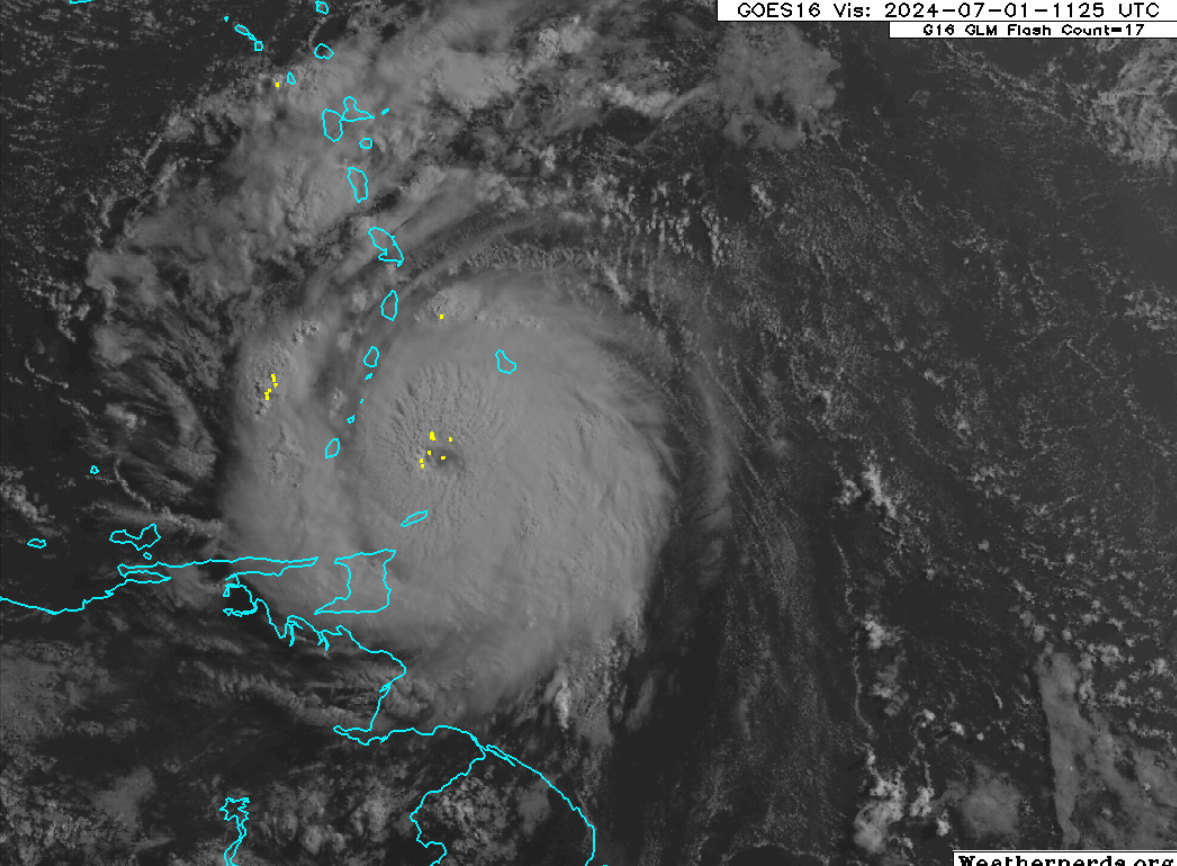 GOES16 Vis: 2024-07-01-1125 UTC
G16 GLM Flash Count=17
Weathernerds.org